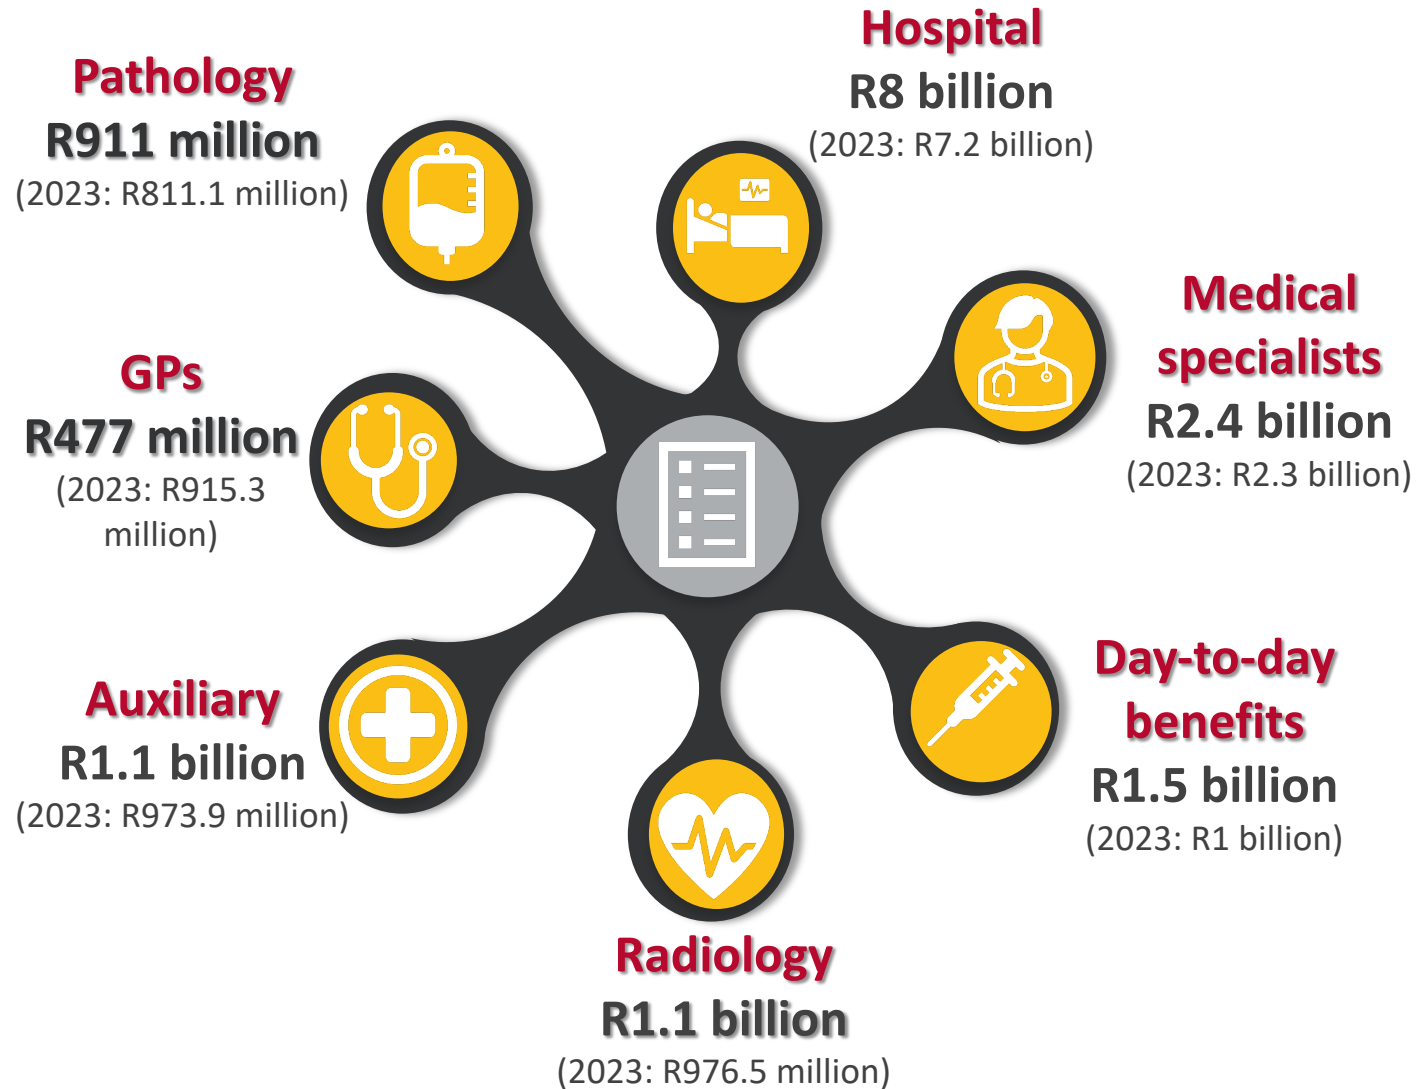 Hospital
R8 billion
(2023: R7.2 billion)
Pathology
R911 million
(2023: R811.1 million)
Medical
specialists
R2.4 billion
(2023: R2.3 billion)
GPs
R477 million
(2023: R915.3
million)
Day-to-day
benefits
R1.5 billion
(2023: R1 billion)
Auxiliary
R1.1 billion
(2023: R973.9 million)
Radiology
R1.1 billion
(2023: R976.5 million)